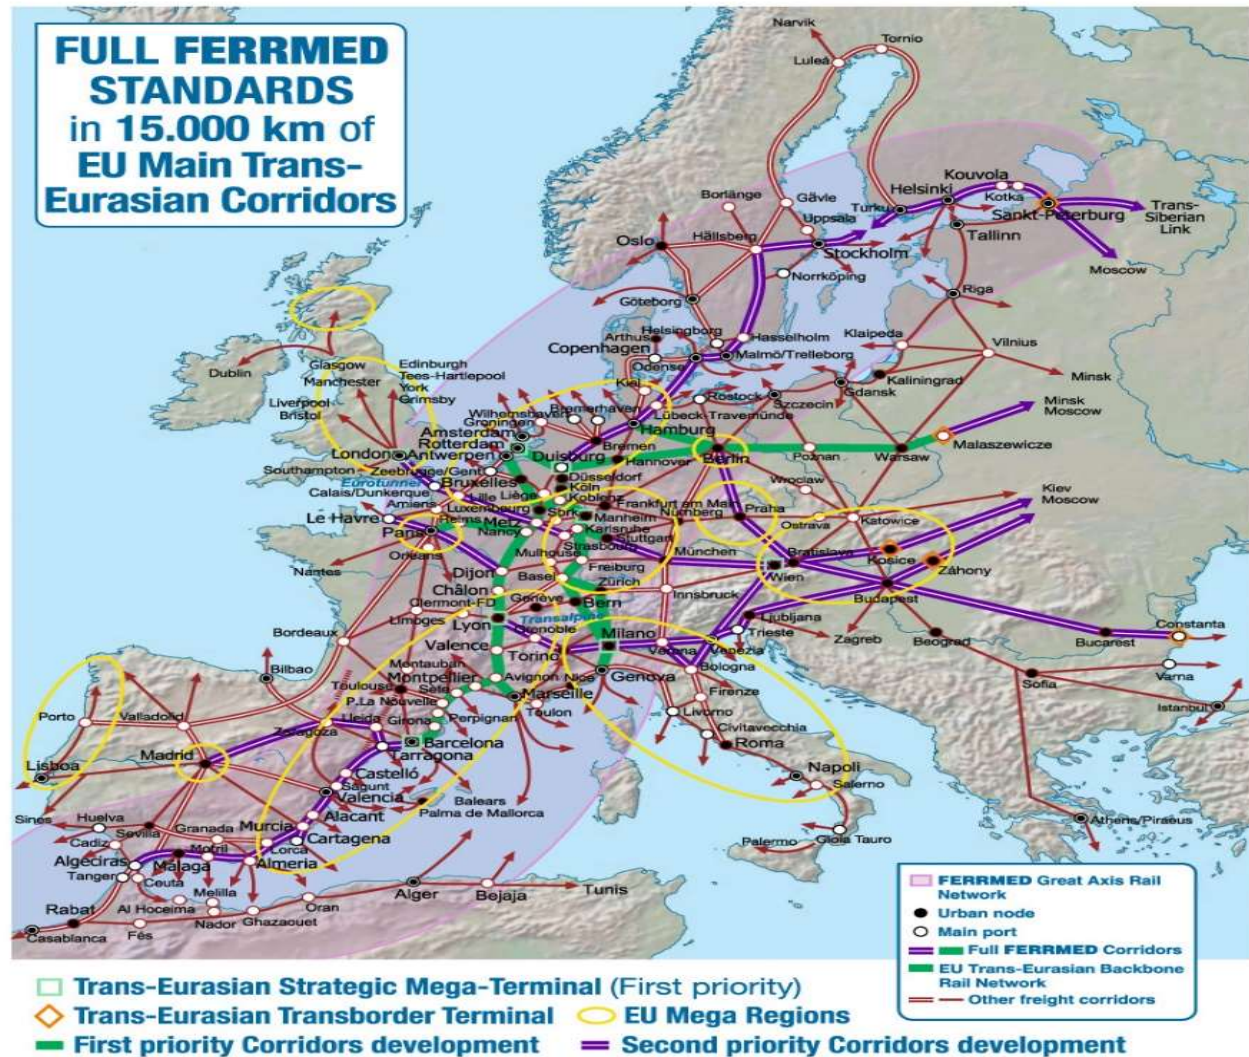 FULL FERRMED
STANDARDS
in 15.000 km of
EU Main Trans-
Eurasian Corridors
Narvik
Tornio
Luleå
Borlänge
Gävle
Uppsala
Turku
Helsinki
Kouvola
Kotka
Sankt-Peterburg
Trans-
Siberian
Link
Moscow
Tallinn
Oslo
Hällsberg
Stockholm
Norrköping
Göteborg
Riga
Helsingborg
Hasselholm
Arthus
Copenhagen
Odense
Malmö/Trelleborg
Klaipeda
Vilnius
Kaliningrad
Minsk
Dublin
Glasgow
Manchester
Edinburgh
Tees-Hartlepool
York
Grimsby
Liverpool
Bristol
Kiel
Rostock
Lübeck-Travemünde
Szczecin
Gdansk
Minsk
Moscow
Wilhemshaven
Bremerhaven
Groningen
Amsterdam
Rotterdam
Hamburg
Bremen
Malaszewicze
London
Antwerpen
Duisburg
Hannover
Berlin
Poznan
Warsaw
Southampton
Zeebrugge/Gent
Eurotunnel
Bruxelles
Düsseldorf
Köln
Wroclaw
Kiev
Moscow
Calais/Dunkerque
Lille
Liège
Koblenz
Amiens
Luxembourg
Sbrk
Frankfurt am Main
Le Havre
Reims
Metz
Manheim
Nürnberg
Praha
Ostrava
Katowice
Paris
Nancy
Karlsruhe
Stuttgart
Orleans
Strasbourg
Nantes
Mulhouse
München
Bratislava
Kosice
Záhony
Dijon
Freiburg
Wien
Basel
Zürich
Budapest
Châlon
Genève
Bern
Innsbruck
Clermont-FD
Limoges
Transalpine
Ljubljana
Lyon
Grenoble
Milano
Trieste
Zagreb
Beograd
Bucarest
Constanta
Bordeaux
Valence
Torino
Verona
Venezia
Bologna
Varna
Bilbao
Montauban
Avignon
Nice
Genova
Sofia
Montpellier
Toulouse
Sète
Marseille
Firenze
Istanbul
P.La Nouvelle
Toulon
Livorno
Porto
Valladolid
Lleida
Girona
Perpignan
Civitavecchia
Zaragoza
Roma
Madrid
Barcelona
Lisboa
Tarragona
Napoli
Castelló
Salerno
Sagunt
Valencia
Balears
Palma de Mallorca
Sines
Huelva
Alacant
Sevilla
Granada
Murcia
Cartagena
Palermo
Gioia Tauro
Athens/Piraeus
Cadiz
Motril
Lorca
Algeciras
Málaga
Almeria
Tanger
Ceuta
Melilla
Alger
Bejaja
Tunis
Rabat
Al Hoceima
Oran
Nador
Ghazaouet
Casablanca
Fés
FERRMED Great Axis Rail
Network
Urban node
Main port
Full FERRMED Corridors
EU Trans-Eurasian Backbone
Rail Network
Other freight corridors
Trans-Eurasian Strategic Mega-Terminal (First priority)
Trans-Eurasian Transborder Terminal
EU Mega Regions
First priority Corridors development
Second priority Corridors development